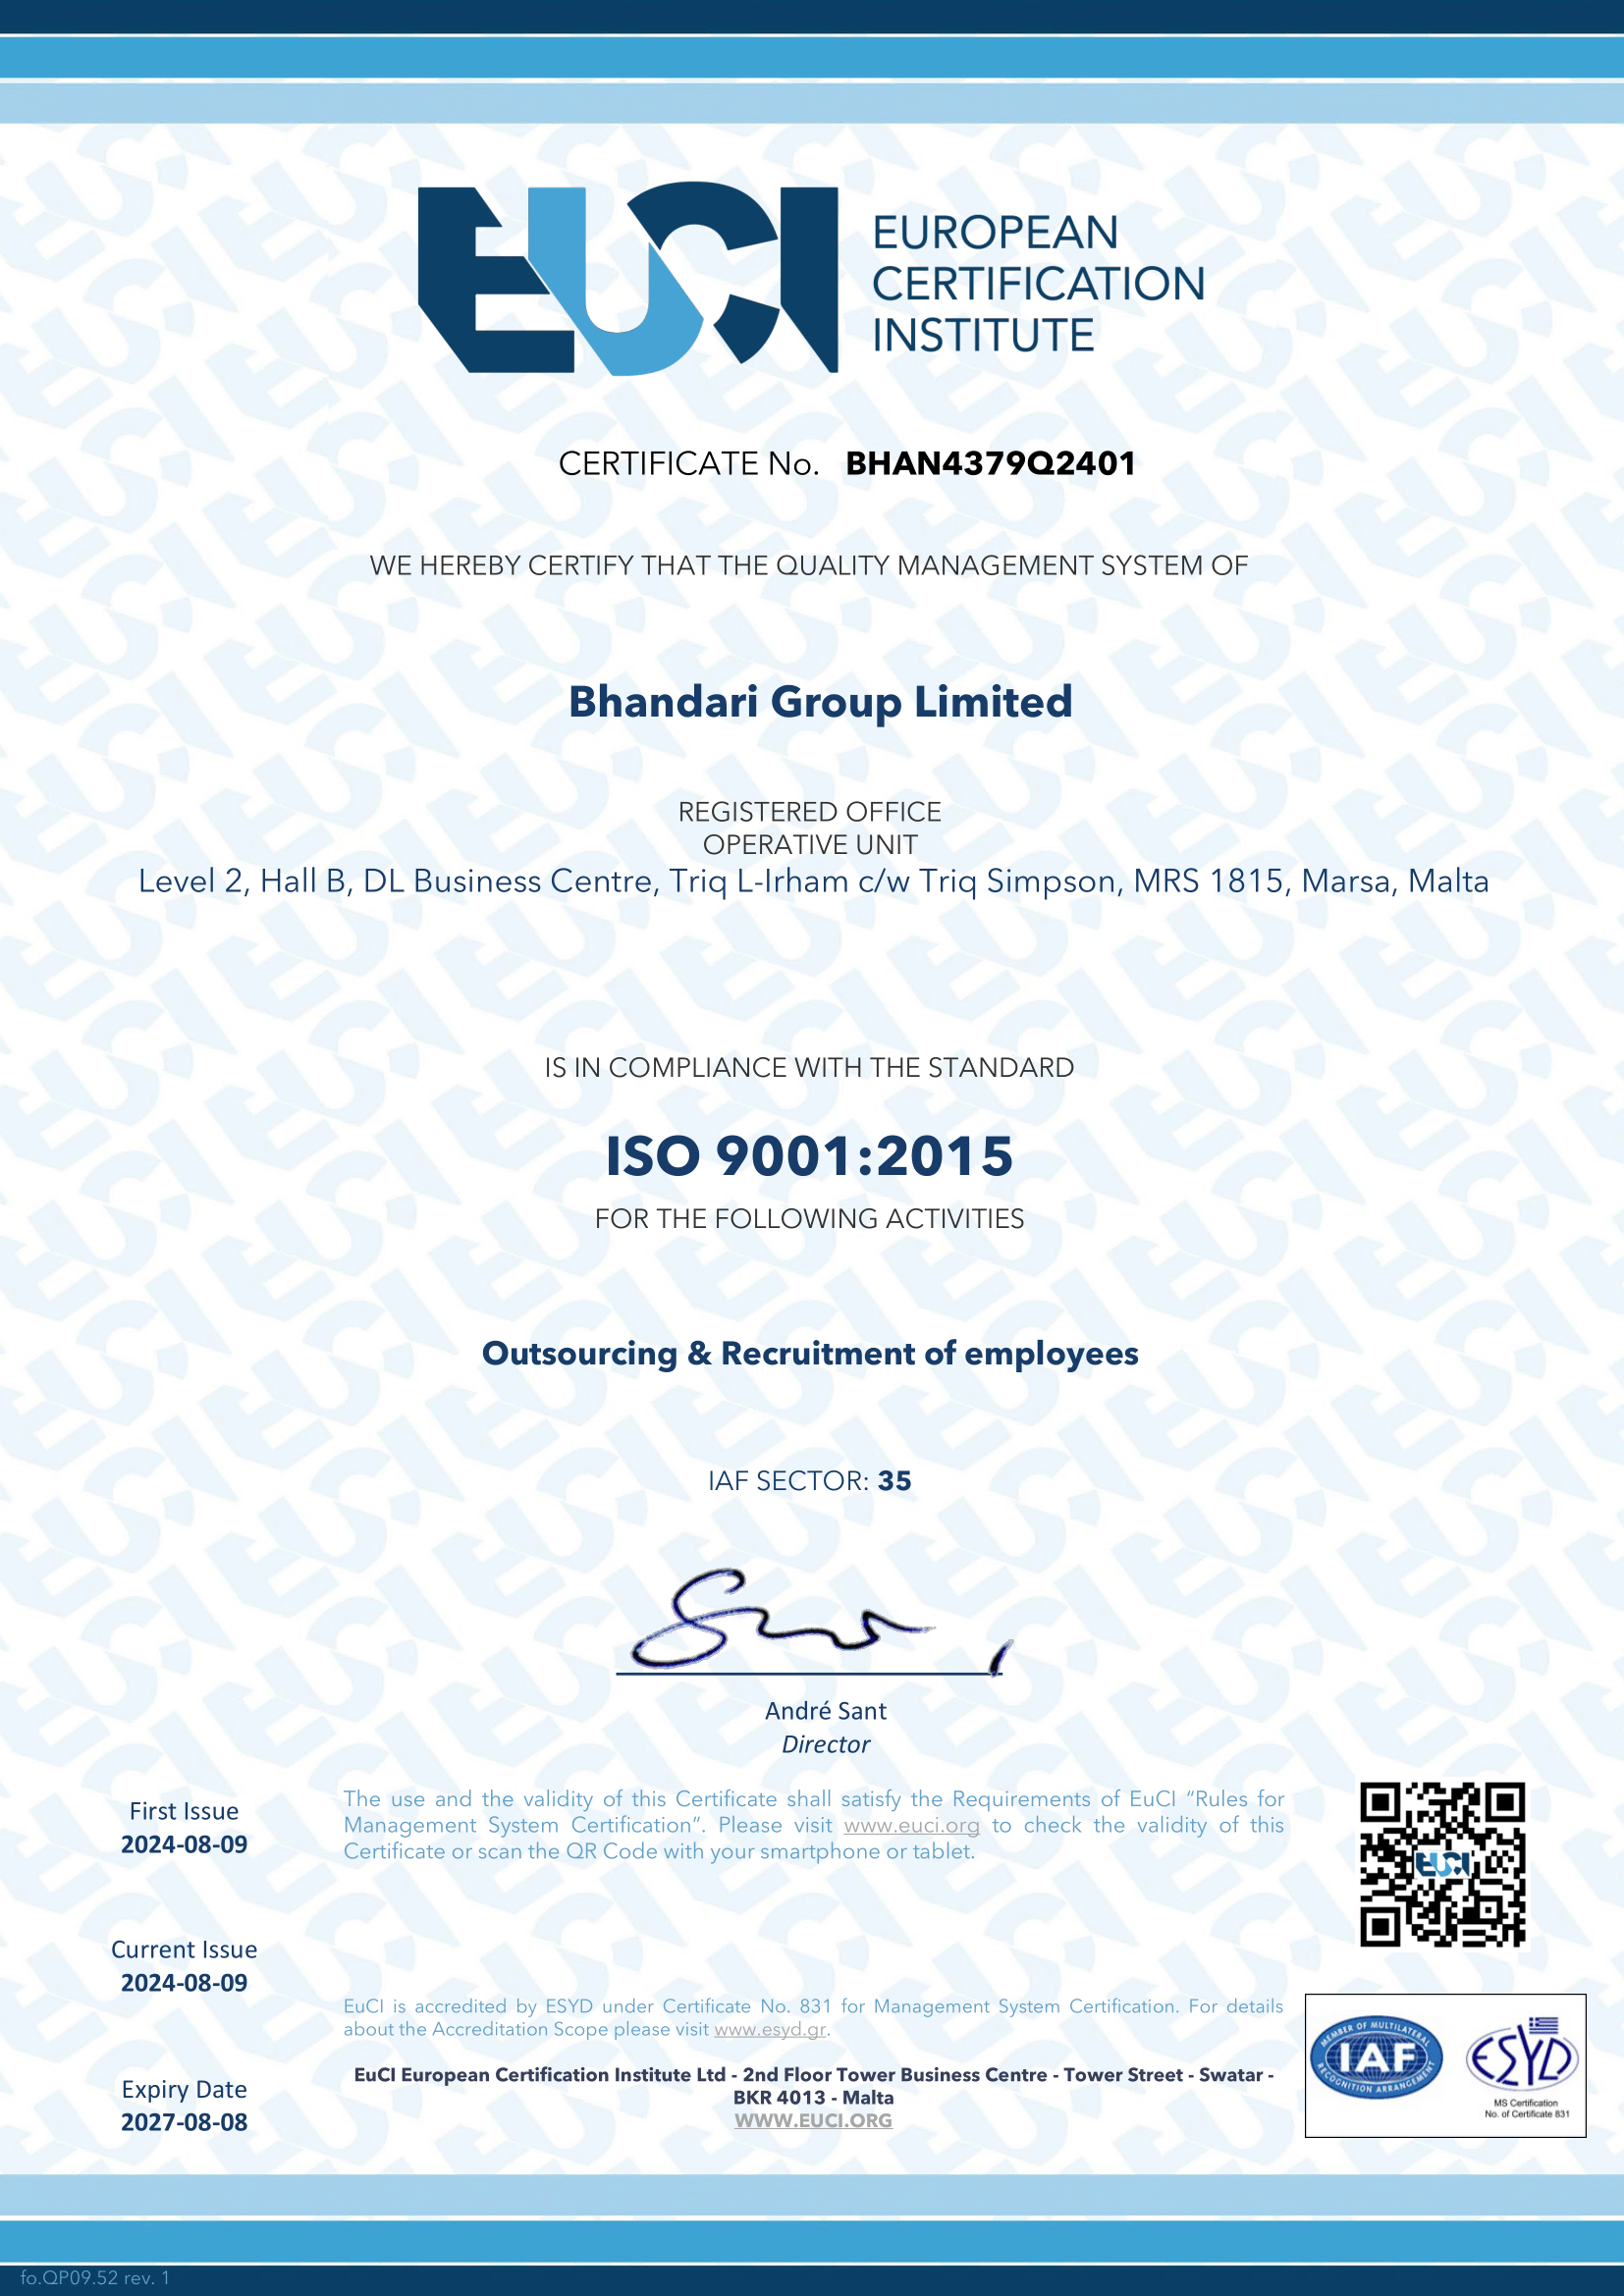 EUCI
EUROPEAN
CERTIFICATION
INSTITUTE
CERTIFICATE No. BHAN4379Q2401
WE HEREBY CERTIFY THAT THE QUALITY MANAGEMENT SYSTEM OF
Bhandari Group Limited
REGISTERED OFFICE
OPERATIVE UNIT
Level 2, Hall B, DL Business Centre, Triq L-Irham c/w Triq Simpson, MRS 1815, Marsa, Malta
IS IN COMPLIANCE WITH THE STANDARD
ISO 9001:2015
FOR THE FOLLOWING ACTIVITIES
Outsourcing & Recruitment of employees
IAF SECTOR: 35
André Sant
Director
First Issue
2024-08-09
The use and the validity of this Certificate shall satisfy the Requirements of EuCI “Rules for
Management System Certification”. Please visit www.euci.org to check the validity of this
Certificate or scan the QR Code with your smartphone or tablet.
EUCI
Current Issue
2024-08-09
EuCI is accredited by ESYD under Certificate No. 831 for Management System Certification. For details
about the Accreditation Scope please visit www.esyd.gr.
Expiry Date
2027-08-08
EuCI European Certification Institute Ltd - 2nd Floor Tower Business Centre - Tower Street - Swatar -
BKR 4013 - Malta
WWW.EUCI.ORG
MEMBER OF MULTILATERAL
IAF
RECOGNITION ARRANGEMENT
ESYD
MS Certification
No. of Certificate 831
fo.QP09.52 rev. 1